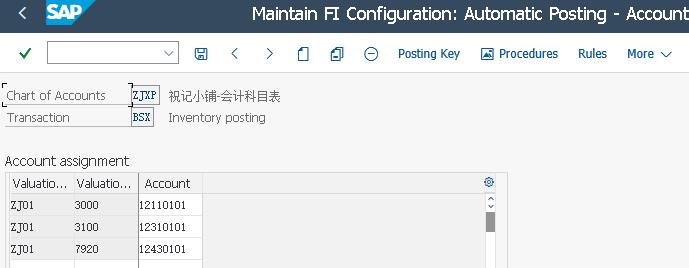 SAP Maintain FI Configuration: Automatic Posting - Account
Posting Key Procedures Rules More
Chart of Accounts ZJXP 祝记小铺-会计科目表
Transaction BSX Inventory posting
Account assignment
Valuatio... Valuatio... Account
ZJ01 3000 12110101
ZJ01 3100 12310101
ZJ01 7920 12430101